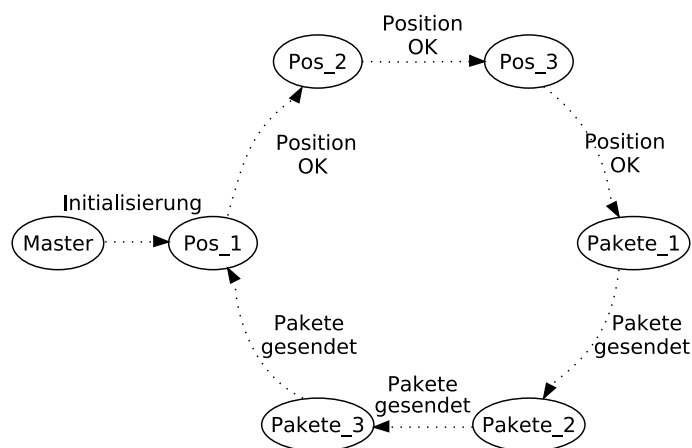 Position
OK
Pos_2
Pos_3
Position
OK
Position
OK
Initialisierung
Master
Pos_1
Pakete_1
Pakete
gesendet
Pakete
gesendet
Pakete
gesendet
Pakete_3
Pakete_2